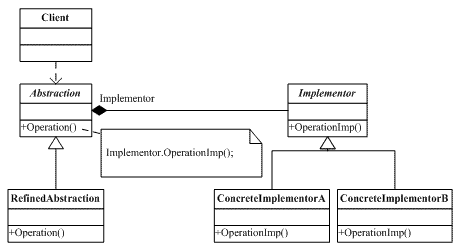 Client
Abstraction
Implementor
Implementor
+Operation()
+OperationImp()
Implementor.OperationImp();
RefinedAbstraction
ConcreteImplementorA
ConcreteImplementorB
+Operation()
+OperationImp()
+OperationImp()